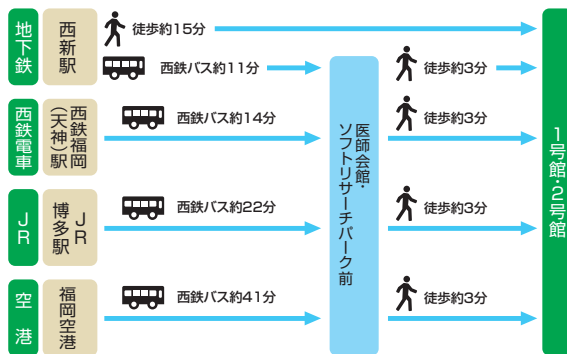 地下鉄
西新駅
徒歩約15分
西鉄バス約11分
徒歩約3分
西鉄電車
西鉄福岡
(天神)駅
西鉄バス約14分
徒歩約3分
JR
JR
博多駅
西鉄バス約22分
徒歩約3分
空港
福岡空港
西鉄バス約41分
徒歩約3分
医師会館・
ソフトリサーチパーク前
1号館・2号館